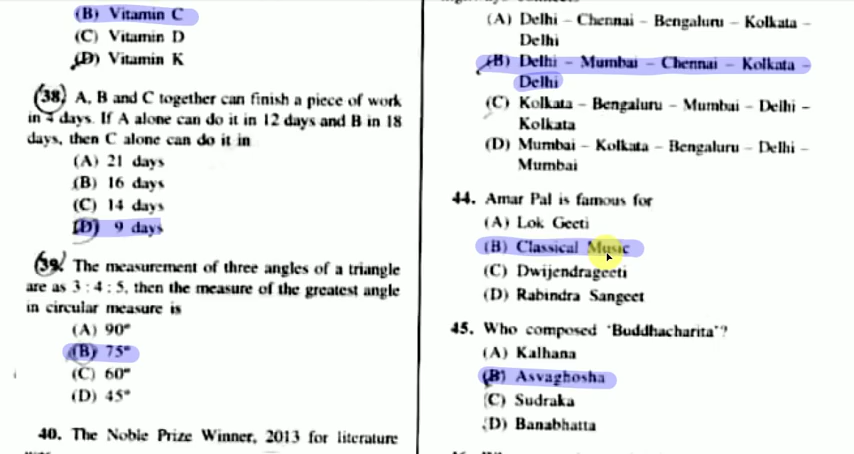 (B) Vitamin C
(C) Vitamin D
(D) Vitamin K
38. A, B and C together can finish a piece of work
in 4 days. If A alone can do it in 12 days and B in 18
days, then C alone can do it in
(A) 21 days
(B) 16 days
(C) 14 days
(D) 9 days
39. The measurement of three angles of a triangle
are as 3 : 4 : 5, then the measure of the greatest angle
in circular measure is
(A) 90°
(B) 75°
(C) 60°
(D) 45°
40. The Noble Prize Winner, 2013 for literature
(A) Delhi – Chennai – Bengaluru – Kolkata –
Delhi
(B) Delhi – Mumbai – Chennai – Kolkata –
Delhi
(C) Kolkata – Bengaluru – Mumbai – Delhi –
Kolkata
(D) Mumbai – Kolkata – Bengaluru – Delhi –
Mumbai
44. Amar Pal is famous for
(A) Lok Geeti
(B) Classical Music
(C) Dwijendrageeti
(D) Rabindra Sangeet
45. Who composed 'Buddhacharita'?
(A) Kalhana
(B) Asvaghosha
(C) Sudraka
(D) Banabhatta